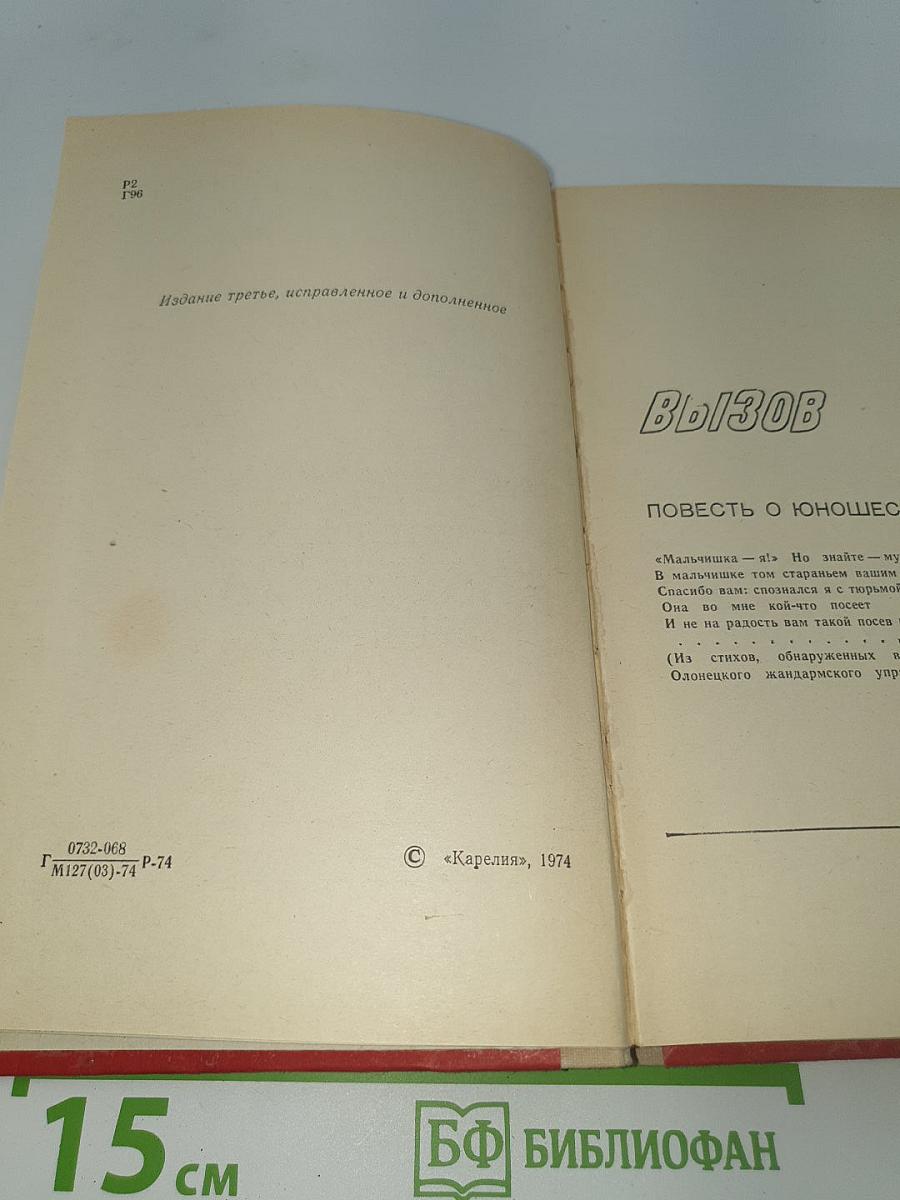 Р2
Г96
Издание третье, исправленное и дополненное
Г 0732-068 Р-74
М127(03)-74
© «Карелия», 1974
ВЫЗОВ
ПОВЕСТЬ О ЮНОШЕС
«Мальчишка — я!» Но знайте — му
В мальчишке том стараньем вашим
Спасибо вам: спознался я с тюрьмой
Она во мне кой-что посеет
И не на радость вам такой посев
. . . . . . . . . . . .
(Из стихов, обнаруженных в
Олонецкого жандармского упр
15 см
БФ БИБЛИОФАН